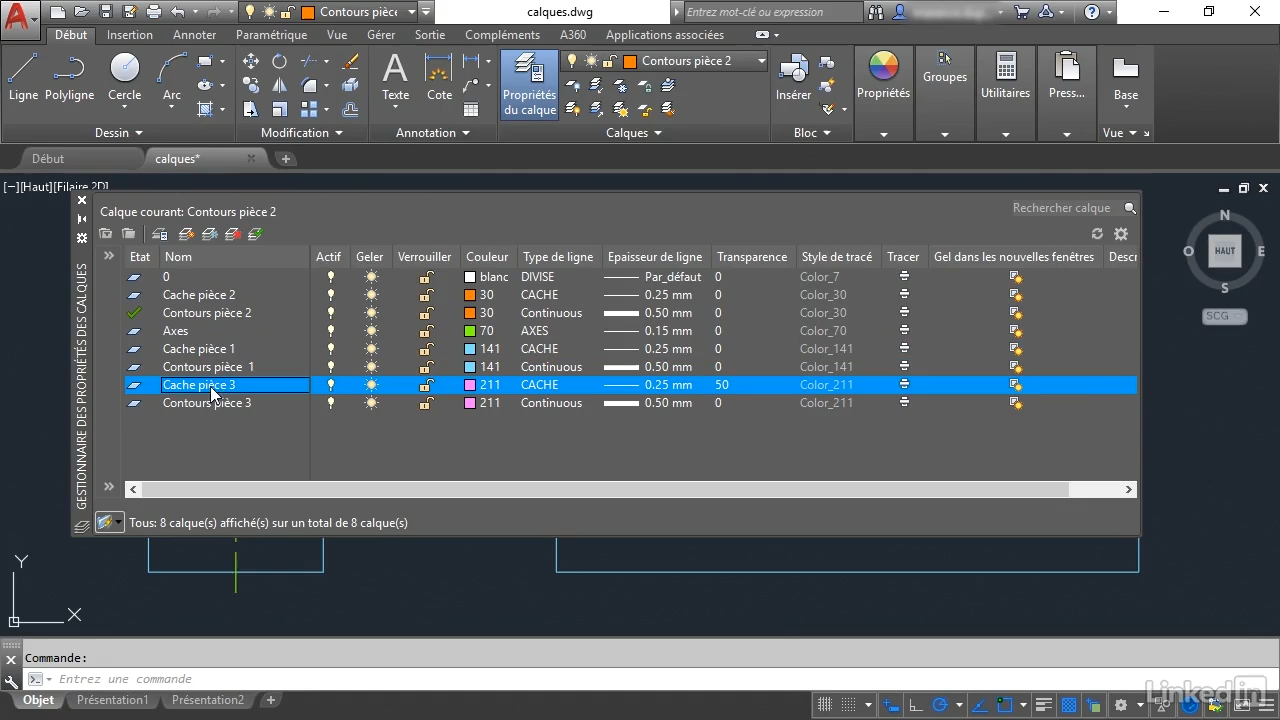 Contours pièce
calques.dwg
Entrez mot-clé ou expression
Début Insertion Annoter Paramétrique Vue Gérer Sortie Compléments A360 Applications associées
Contours pièce 2
Ligne Polyligne Cercle Arc Texte Cote Propriétés du calque Insérer Propriétés Groupes Utilitaires Press... Base
Dessin Modification Annotation Calques Bloc Vue
Début calques*
[−][Haut][Filaire 2D]
Calque courant: Contours pièce 2
Rechercher calque
Etat Nom Actif Geler Verrouiller Couleur Type de ligne Epaisseur de ligne Transparence Style de tracé Tracer Gel dans les nouvelles fenêtres Descr
0 blanc DIVISE Par_défaut 0 Color_7
Cache pièce 2 30 CACHE 0.25 mm 0 Color_30
Contours pièce 2 30 Continuous 0.50 mm 0 Color_30
Axes 70 AXES 0.15 mm 0 Color_70
Cache pièce 1 141 CACHE 0.25 mm 0 Color_141
Contours pièce  1 141 Continuous 0.50 mm 0 Color_141
Cache pièce 3 211 CACHE 0.25 mm 50 Color_211
Contours pièce 3 211 Continuous 0.50 mm 0 Color_211
GESTIONNAIRE DES PROPRIÉTÉS DES CALQUES
Tous: 8 calque(s) affiché(s) sur un total de 8 calque(s)
N
O HAUT E
S
SCG
Y
X
Commande:
Entrez une commande
Objet Présentation1 Présentation2
Linked in